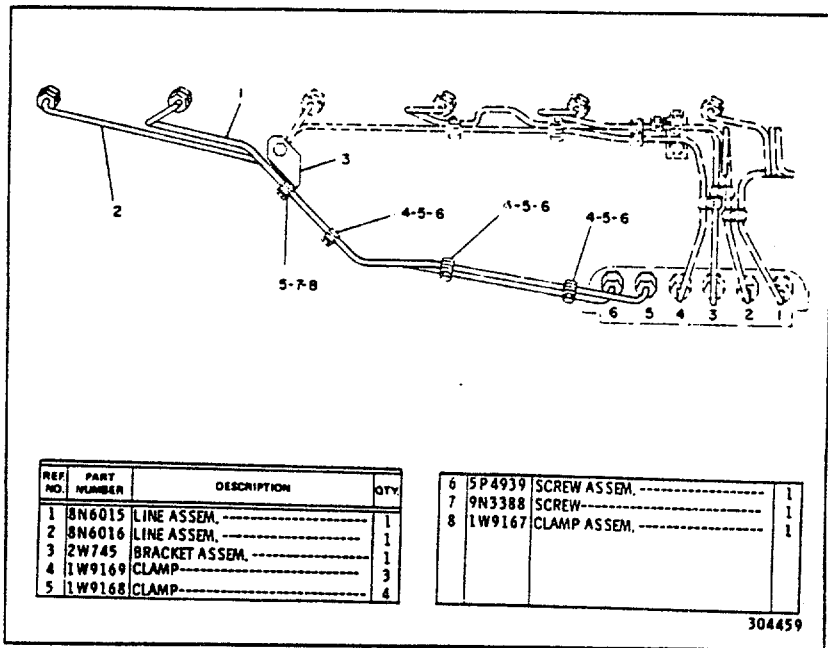 1
3
2
4-5-6
4-5-6
4-5-6
5-7-8
6 5 4 3 2 1
REF. NO. PART NUMBER DESCRIPTION QTY.
1 8N6015 LINE ASSEM. 1
2 8N6016 LINE ASSEM. 1
3 2W745 BRACKET ASSEM. 1
4 1W9169 CLAMP 3
5 1W9168 CLAMP 4
6 5P4939 SCREW ASSEM. 1
7 9N3388 SCREW 1
8 1W9167 CLAMP ASSEM. 1
304459